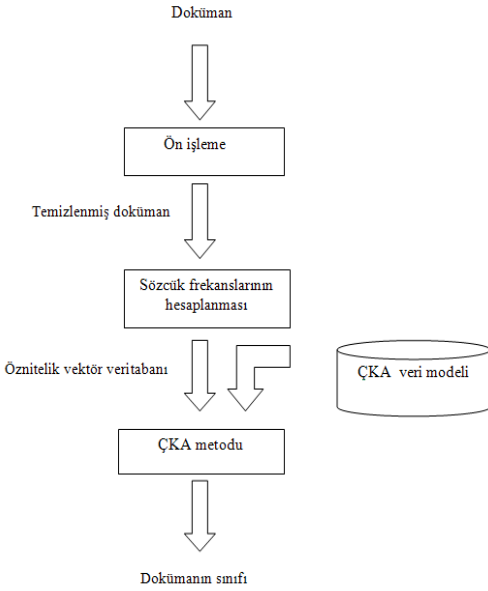 Doküman
Ön işleme
Temizlenmiş doküman
Sözcük frekanslarının
hesaplanması
Öznitelik vektör veritabanı
ÇKA veri modeli
ÇKA metodu
Dokümanın sınıfı